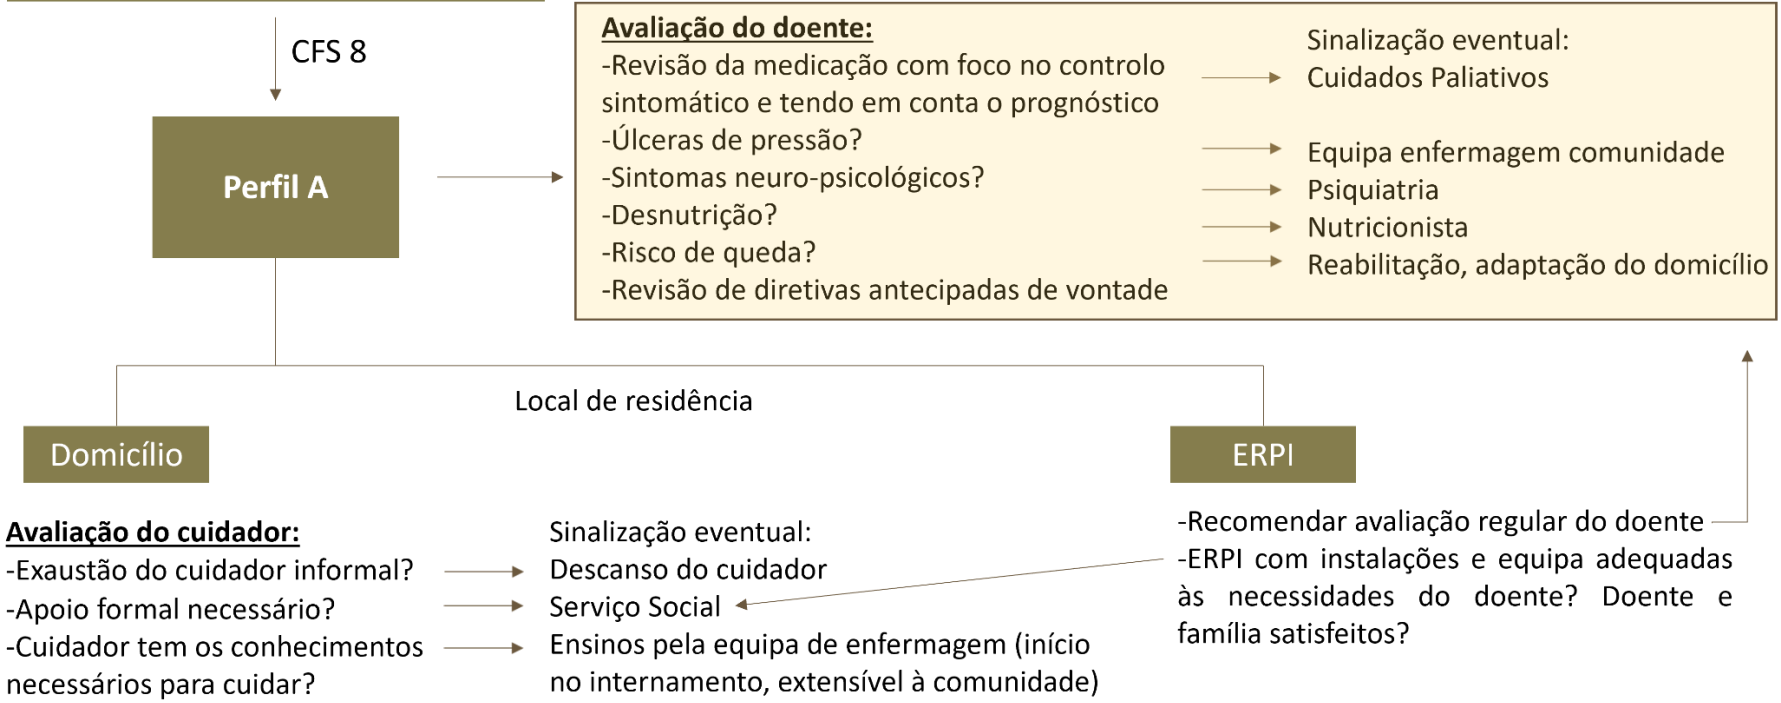 CFS 8
Perfil A
Avaliação do doente:
-Revisão da medicação com foco no controlo
sintomático e tendo em conta o prognóstico
-Úlceras de pressão?
-Sintomas neuro-psicológicos?
-Desnutrição?
-Risco de queda?
-Revisão de diretivas antecipadas de vontade
Sinalização eventual:
Cuidados Paliativos
Equipa enfermagem comunidade
Psiquiatria
Nutricionista
Reabilitação, adaptação do domicílio
Local de residência
Domicílio
ERPI
Avaliação do cuidador:
-Exaustão do cuidador informal?
-Apoio formal necessário?
-Cuidador tem os conhecimentos
necessários para cuidar?
Sinalização eventual:
Descanso do cuidador
Serviço Social
Ensinos pela equipa de enfermagem (início
no internamento, extensível à comunidade)
-Recomendar avaliação regular do doente
-ERPI com instalações e equipa adequadas
às necessidades do doente? Doente e
família satisfeitos?